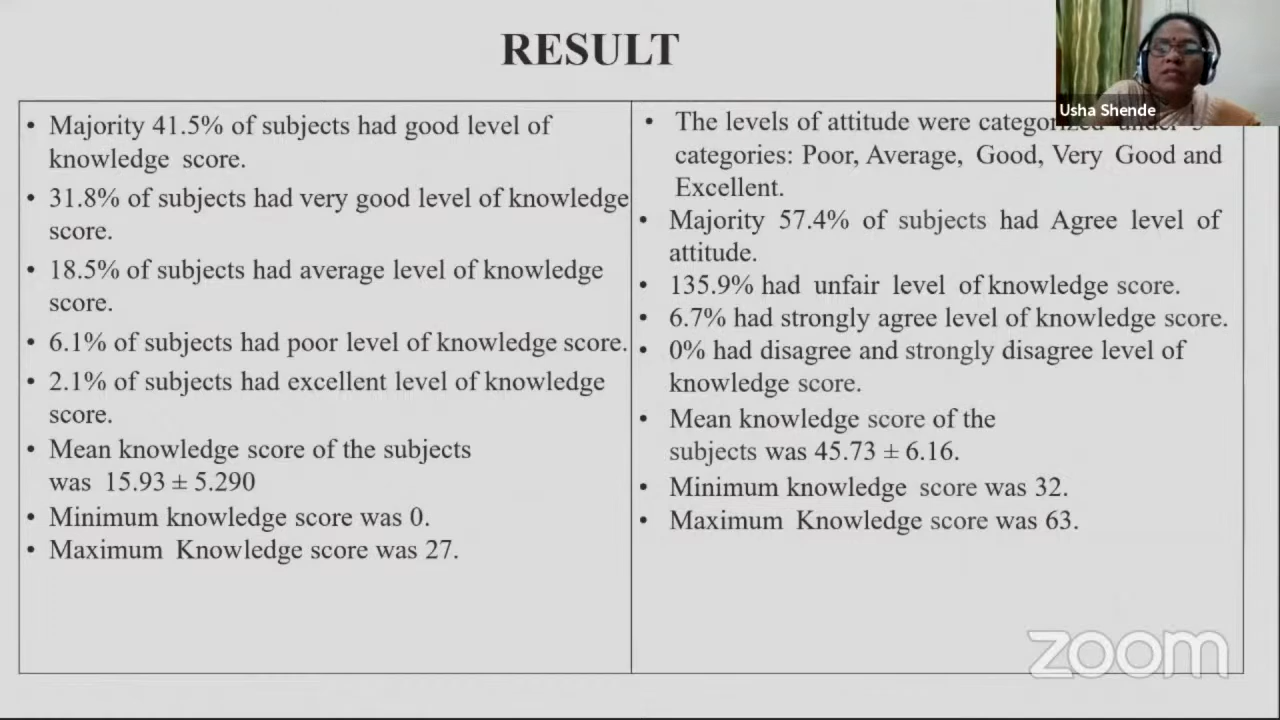 RESULT
• Majority 41.5% of subjects had good level of
knowledge score.
• 31.8% of subjects had very good level of knowledge
score.
• 18.5% of subjects had average level of knowledge
score.
• 6.1% of subjects had poor level of knowledge score.
• 2.1% of subjects had excellent level of knowledge
score.
• Mean knowledge score of the subjects
was 15.93 ± 5.290
• Minimum knowledge score was 0.
• Maximum Knowledge score was 27.
• The levels of attitude were categorized under
categories: Poor, Average, Good, Very Good and
Excellent.
• Majority 57.4% of subjects had Agree level of
attitude.
• 135.9% had unfair level of knowledge score.
• 6.7% had strongly agree level of knowledge score.
• 0% had disagree and strongly disagree level of
knowledge score.
• Mean knowledge score of the
subjects was 45.73 ± 6.16.
• Minimum knowledge score was 32.
• Maximum Knowledge score was 63.
Usha Shende
zoom